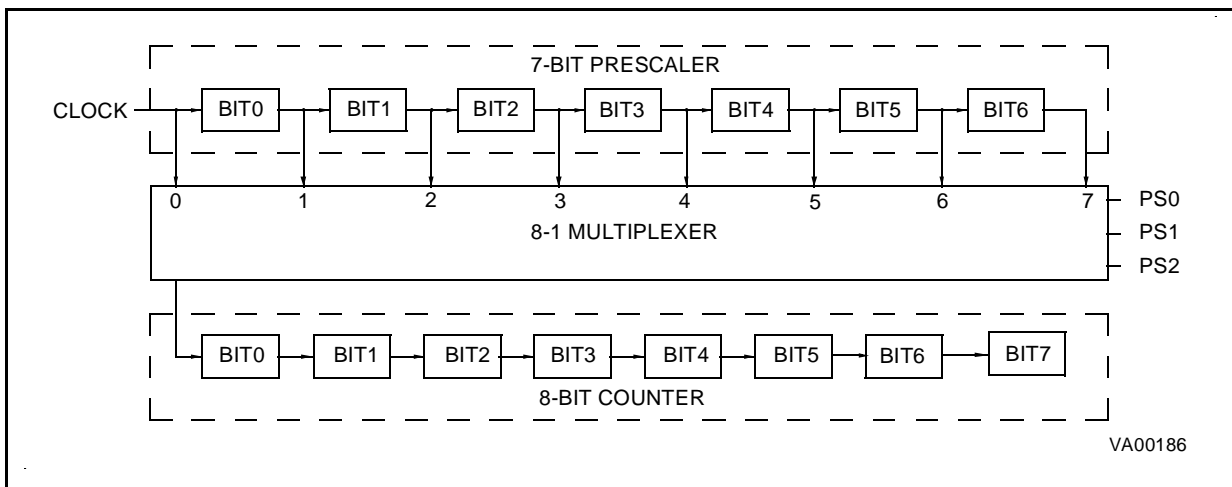 7-BIT PRESCALER
CLOCK BIT0 BIT1 BIT2 BIT3 BIT4 BIT5 BIT6
0 1 2 3 4 5 6 7 PS0
8-1 MULTIPLEXER PS1
PS2
BIT0 BIT1 BIT2 BIT3 BIT4 BIT5 BIT6 BIT7
8-BIT COUNTER
VA00186